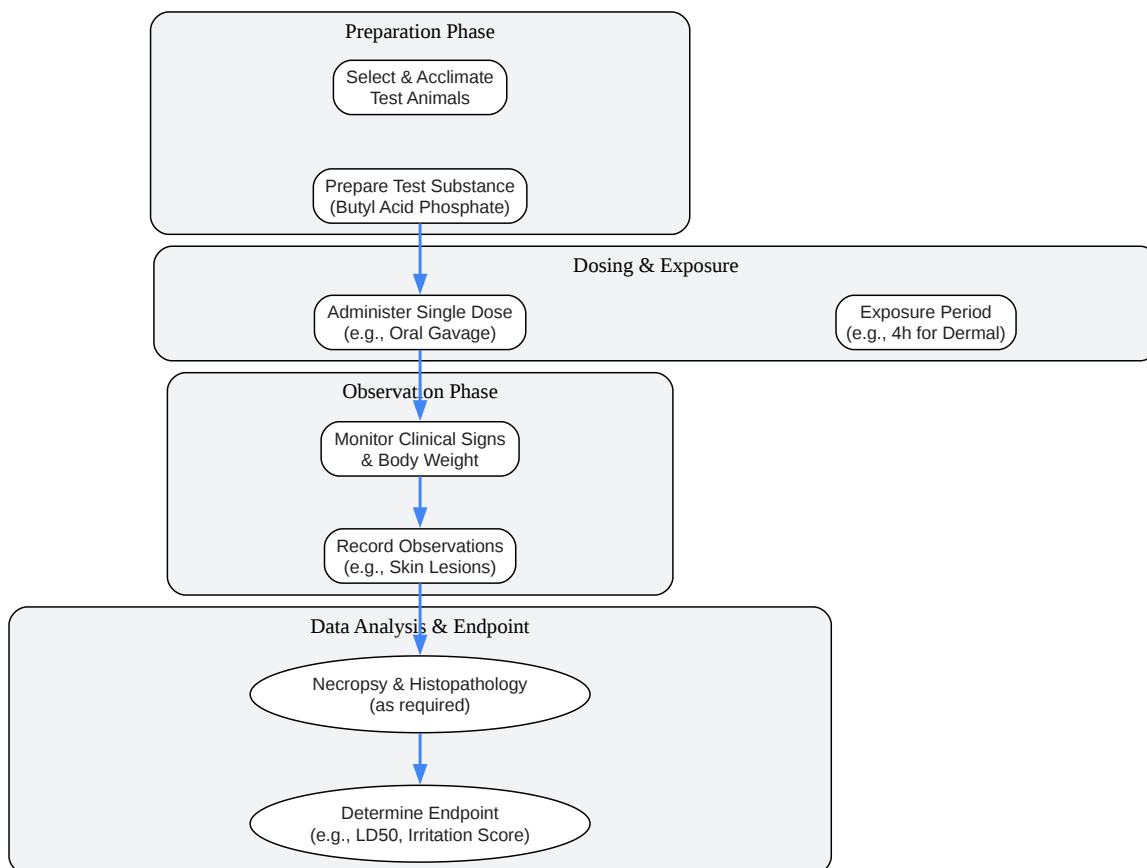 Preparation Phase
Select & Acclimate
Test Animals
Prepare Test Substance
(Butyl Acid Phosphate)
Dosing & Exposure
Administer Single Dose
(e.g., Oral Gavage)
Exposure Period
(e.g., 4h for Dermal)
Observation Phase
Monitor Clinical Signs
& Body Weight
Record Observations
(e.g., Skin Lesions)
Data Analysis & Endpoint
Necropsy & Histopathology
(as required)
Determine Endpoint
(e.g., LD50, Irritation Score)